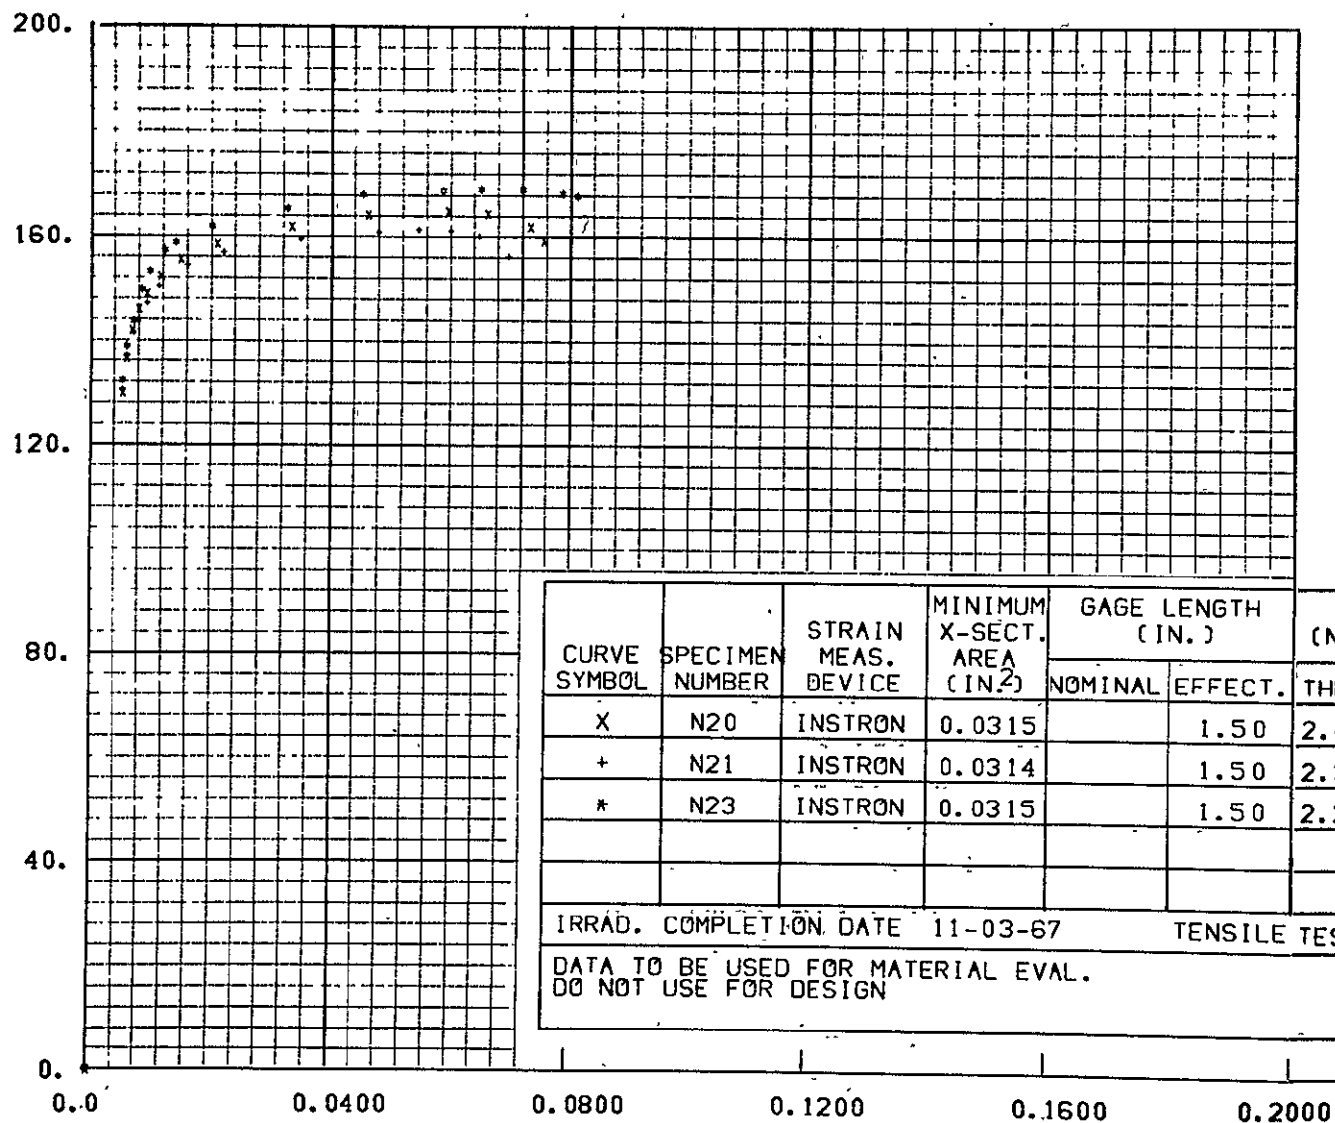 200.
160.
120.
80.
40.
0.
0.0 0.0400 0.0800 0.1200 0.1600 0.2000
CURVE SYMBOL SPECIMEN NUMBER STRAIN MEAS. DEVICE MINIMUM X-SECT. AREA (IN.2) GAGE LENGTH (IN.)
NOMINAL EFFECT.
X N20 INSTRON 0.0315 1.50
+ N21 INSTRON 0.0314 1.50
* N23 INSTRON 0.0315 1.50
IRRAD. COMPLETION DATE 11-03-67 TENSILE
DATA TO BE USED FOR MATERIAL EVAL.
DO NOT USE FOR DESIGN